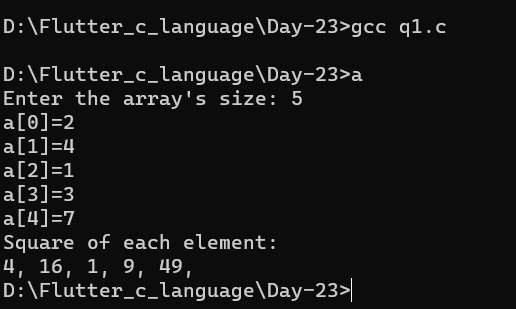 D:\Flutter_c_language\Day-23>gcc q1.c
D:\Flutter_c_language\Day-23>a
Enter the array's size: 5
a[0]=2
a[1]=4
a[2]=1
a[3]=3
a[4]=7
Square of each element:
4, 16, 1, 9, 49,
D:\Flutter_c_language\Day-23>